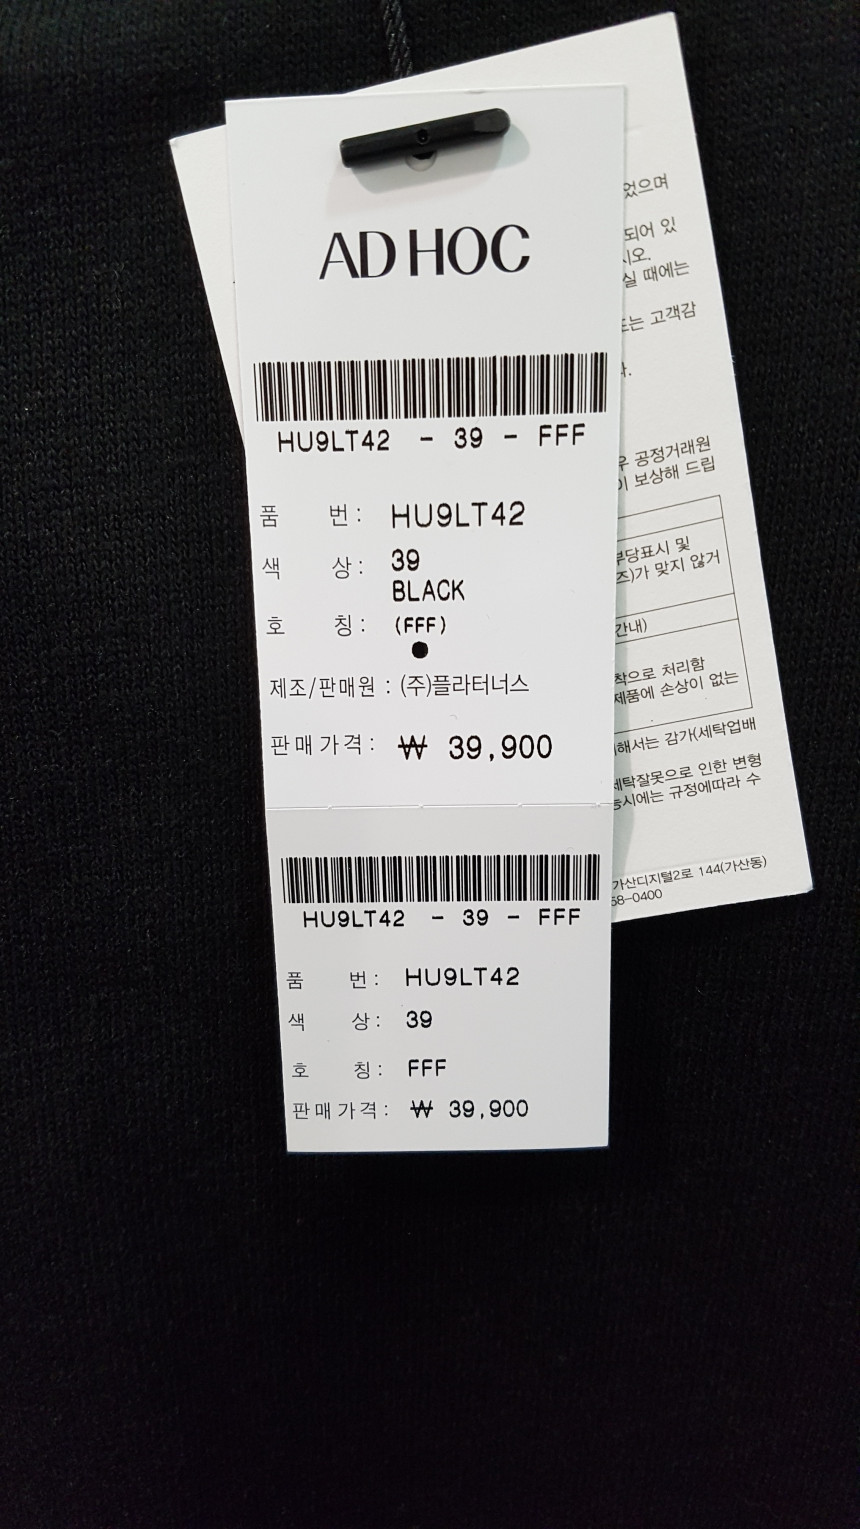 AD HOC
HU9LT42 - 39 - FFF
품 번: HU9LT42
색 상: 39
BLACK
호 칭: (FFF)
제조/판매원 : (주)플라터너스
판매가격: ₩ 39,900
HU9LT42 - 39 - FFF
품 번: HU9LT42
색 상: 39
호 칭: FFF
판매가격: ₩ 39,900
었으며
되어 있
시오.
실 때에는
또는 고객감
다.
우 공정거래원
이 보상해 드립
부당표시 및
즈)가 맞지 않거
간내)
착으로 처리함
제품에 손상이 없는
해서는 감가(세탁업배
세탁잘못으로 인한 변형
능시에는 규정에따라 수
가산디지털2로 144(가산동)
58-0400